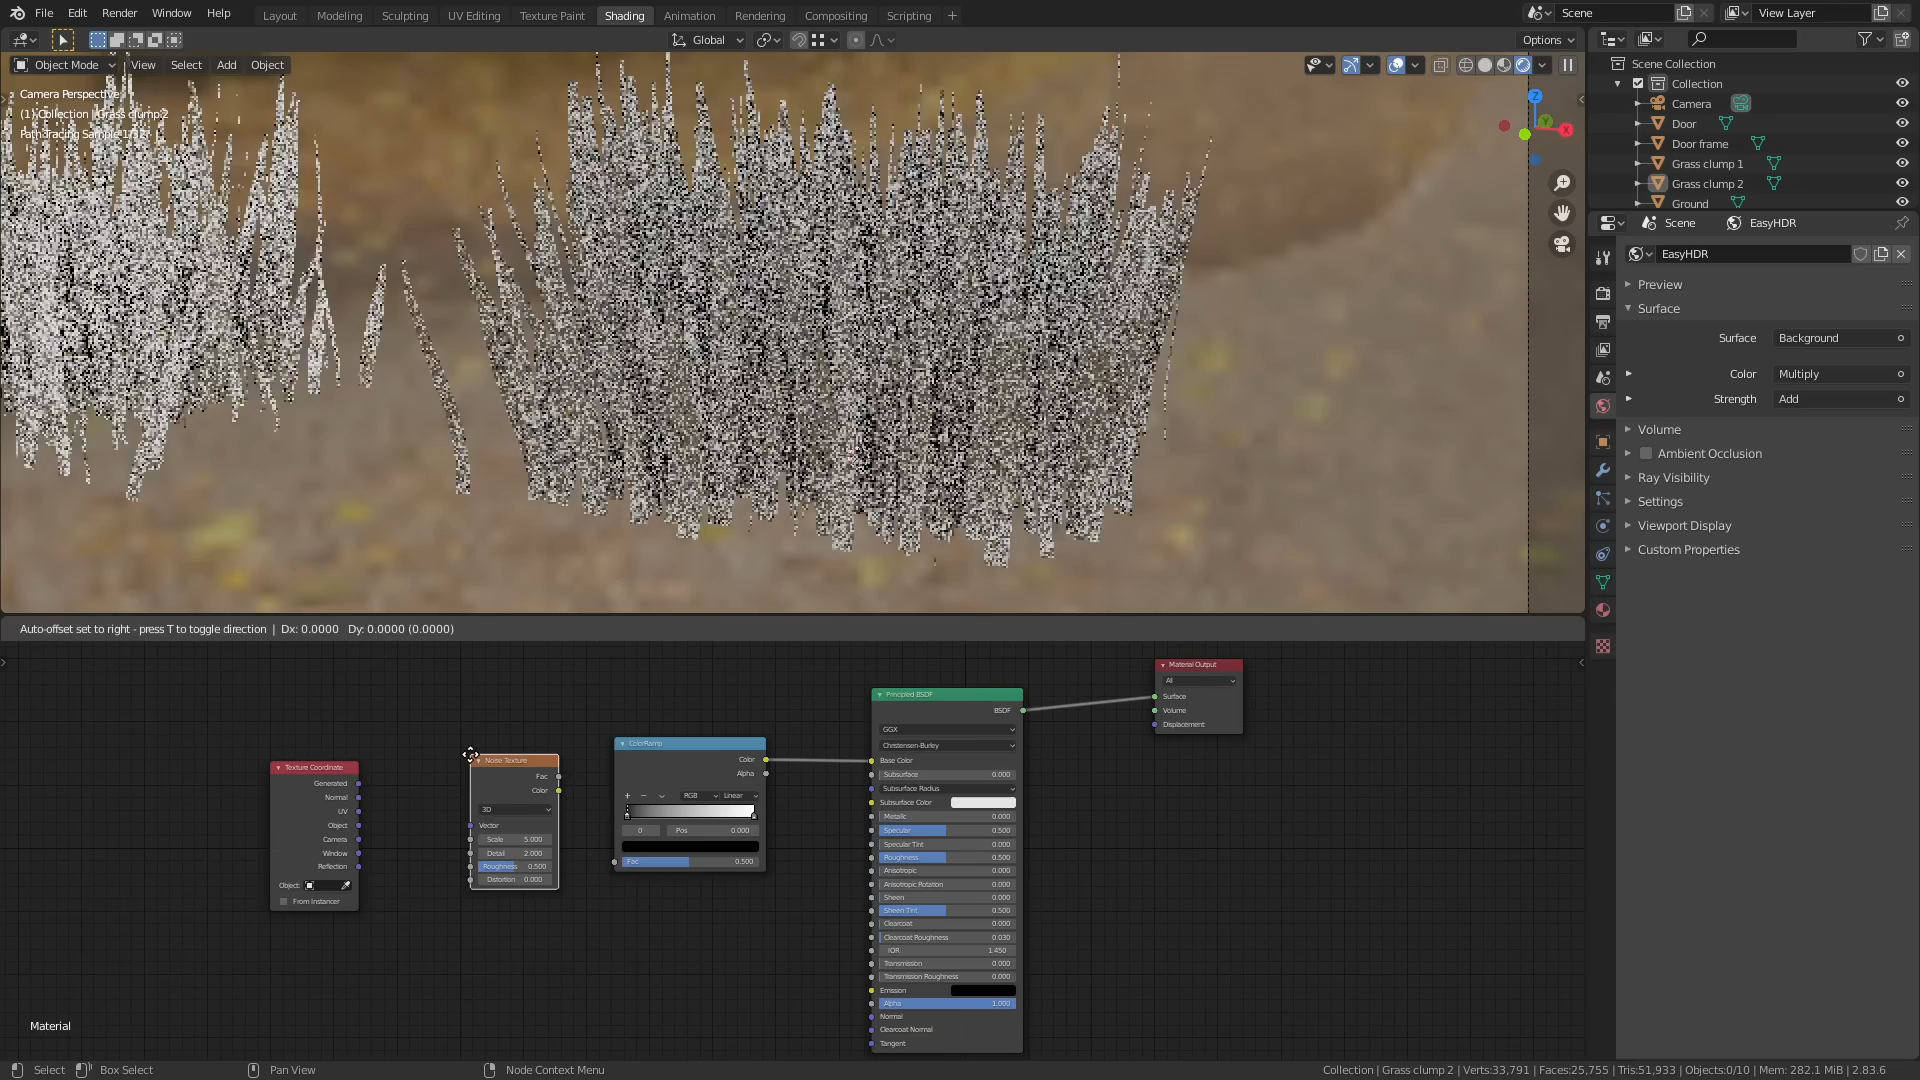 File Edit Render Window Help Layout Modeling Sculpting UV Editing Texture Paint Shading Animation Rendering Compositing Scripting + Scene View Layer
Global Options
Object Mode View Select Add Object
Camera Perspective
(1) Collection | Grass clump 2
Path Tracing Sample 1/32
Z
Y
X
Scene Collection
Collection
Camera
Door
Door frame
Grass clump 1
Grass clump 2
Ground
Scene EasyHDR
EasyHDR
Preview
Surface
Surface Background
Color Multiply
Strength Add
Volume
Ambient Occlusion
Ray Visibility
Settings
Viewport Display
Custom Properties
Auto-offset set to right - press T to toggle direction | Dx: 0.0000 Dy: 0.0000 (0.0000)
Texture Coordinate
Generated
Normal
UV
Object
Camera
Window
Reflection
Object:
From Instancer
Noise Texture
Fac
Color
3D
Vector
Scale 5.000
Detail 2.000
Roughness 0.500
Distortion 0.000
ColorRamp
Color
Alpha
+ − RGB Linear
0 Pos 0.000
Fac 0.500
Principled BSDF
BSDF
GGX
Christensen-Burley
Base Color
Subsurface 0.000
Subsurface Radius
Subsurface Color
Metallic 0.000
Specular 0.500
Specular Tint 0.000
Roughness 0.500
Anisotropic 0.000
Anisotropic Rotation 0.000
Sheen 0.000
Sheen Tint 0.500
Clearcoat 0.000
Clearcoat Roughness 0.030
IOR 1.450
Transmission 0.000
Transmission Roughness 0.000
Emission
Alpha 1.000
Normal
Clearcoat Normal
Tangent
Material Output
All
Surface
Volume
Displacement
Material
Select Box Select Pan View Node Context Menu Collection | Grass clump 2 | Verts:33,791 | Faces:25,755 | Tris:51,933 | Objects:0/10 | Mem: 282.1 MiB | 2.83.6